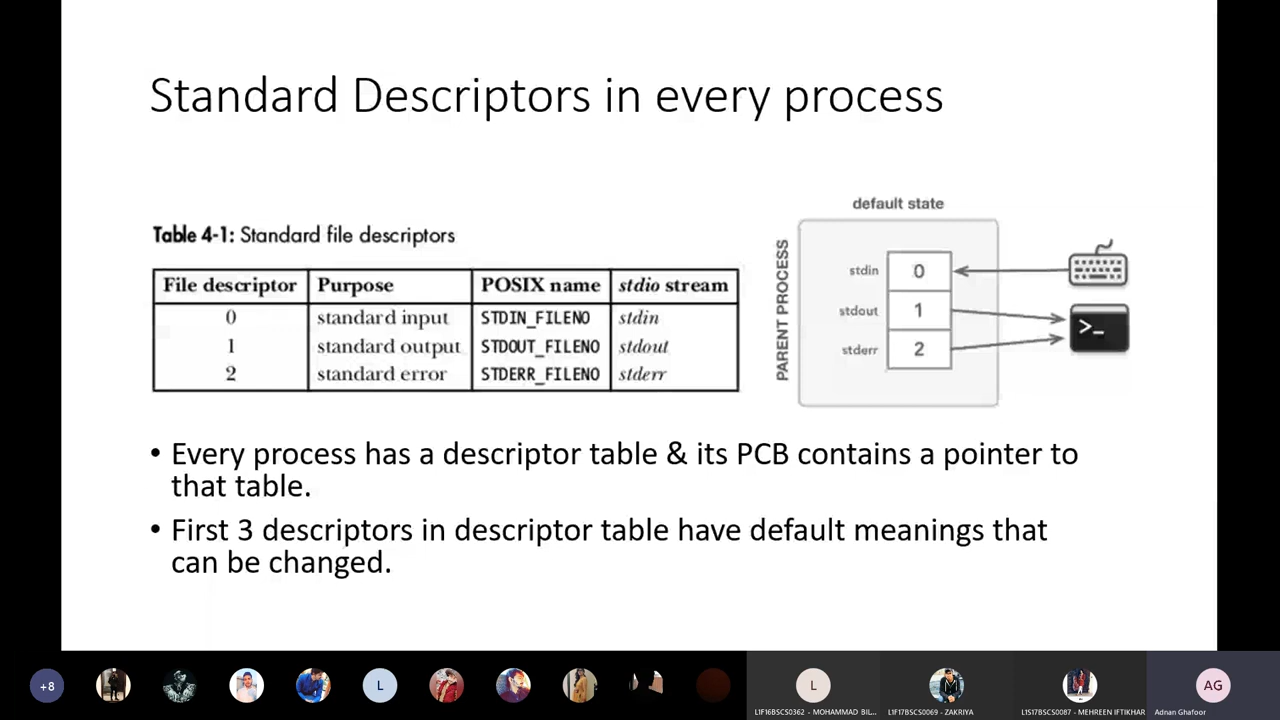 Standard Descriptors in every process
default state
Table 4-1: Standard file descriptors
File descriptor Purpose POSIX name stdio stream
0 standard input STDIN_FILENO stdin
1 standard output STDOUT_FILENO stdout
2 standard error STDERR_FILENO stderr
PARENT PROCESS
stdin 0
stdout 1
stderr 2
>_
• Every process has a descriptor table & its PCB contains a pointer to
that table.
• First 3 descriptors in descriptor table have default meanings that
can be changed.
+8
L
L
AG
L1F16BSCS0362 - MOHAMMAD BIL...
L1F17BSCS0069 - ZAKRIYA
L1S17BSCS0087 - MEHREEN IFTIKHAR
Adnan Ghafoor